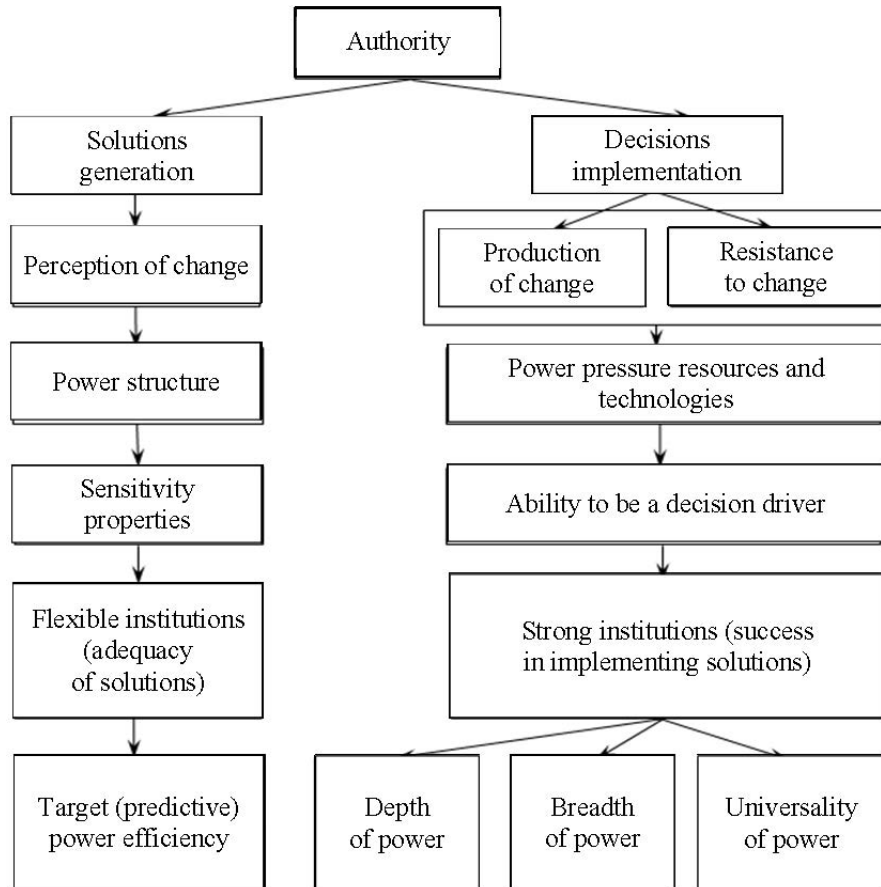 Authority
Solutions
generation
Decisions
implementation
Perception of change
Production
of change
Resistance
to change
Power structure
Power pressure resources and
technologies
Sensitivity
properties
Ability to be a decision driver
Flexible institutions
(adequacy
of solutions)
Strong institutions (success
in implementing solutions)
Target (predictive)
power efficiency
Depth
of power
Breadth
of power
Universality
of power